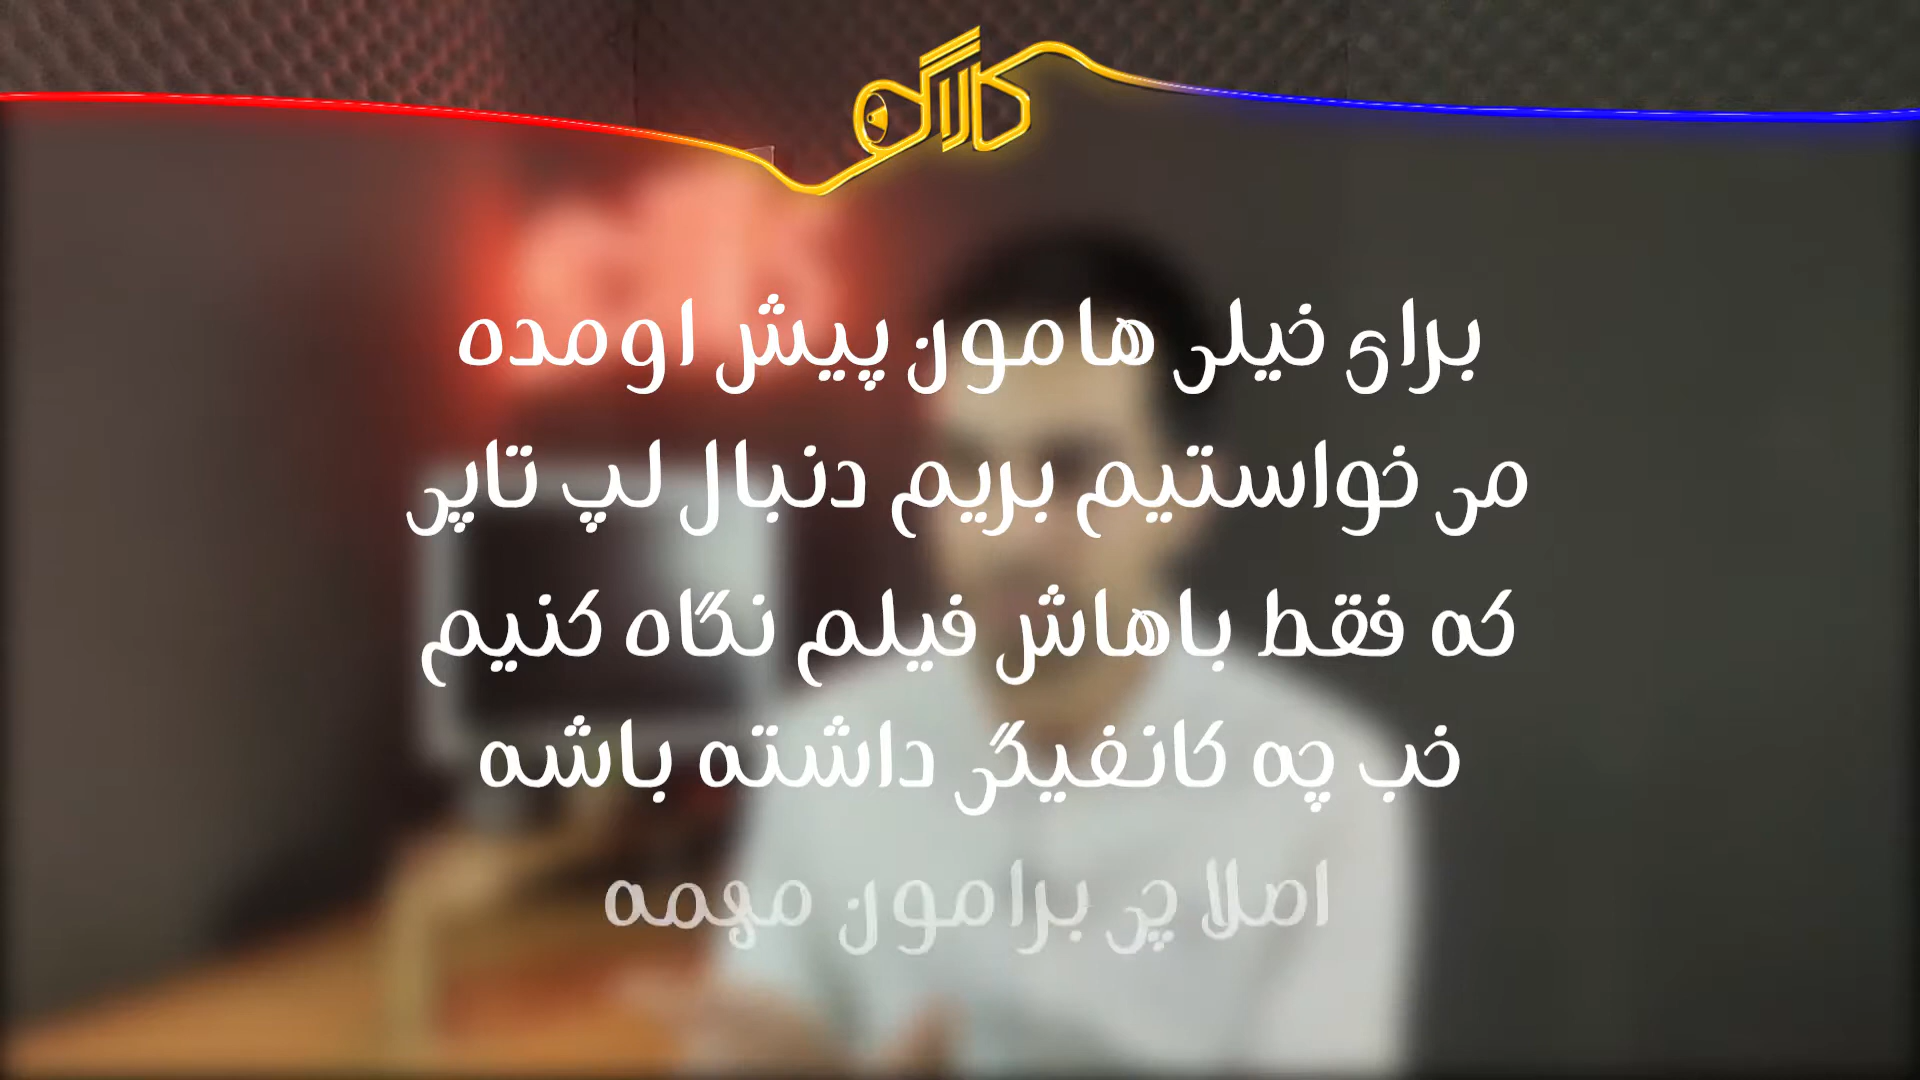 کالاگو
برای خیلی هامون پیش اومده
می خواستیم بریم دنبال لپ تاپی
که فقط باهاش فیلم نگاه کنیم
خب چه کانفیگی داشته باشه
اصلا چی برامون مهمه